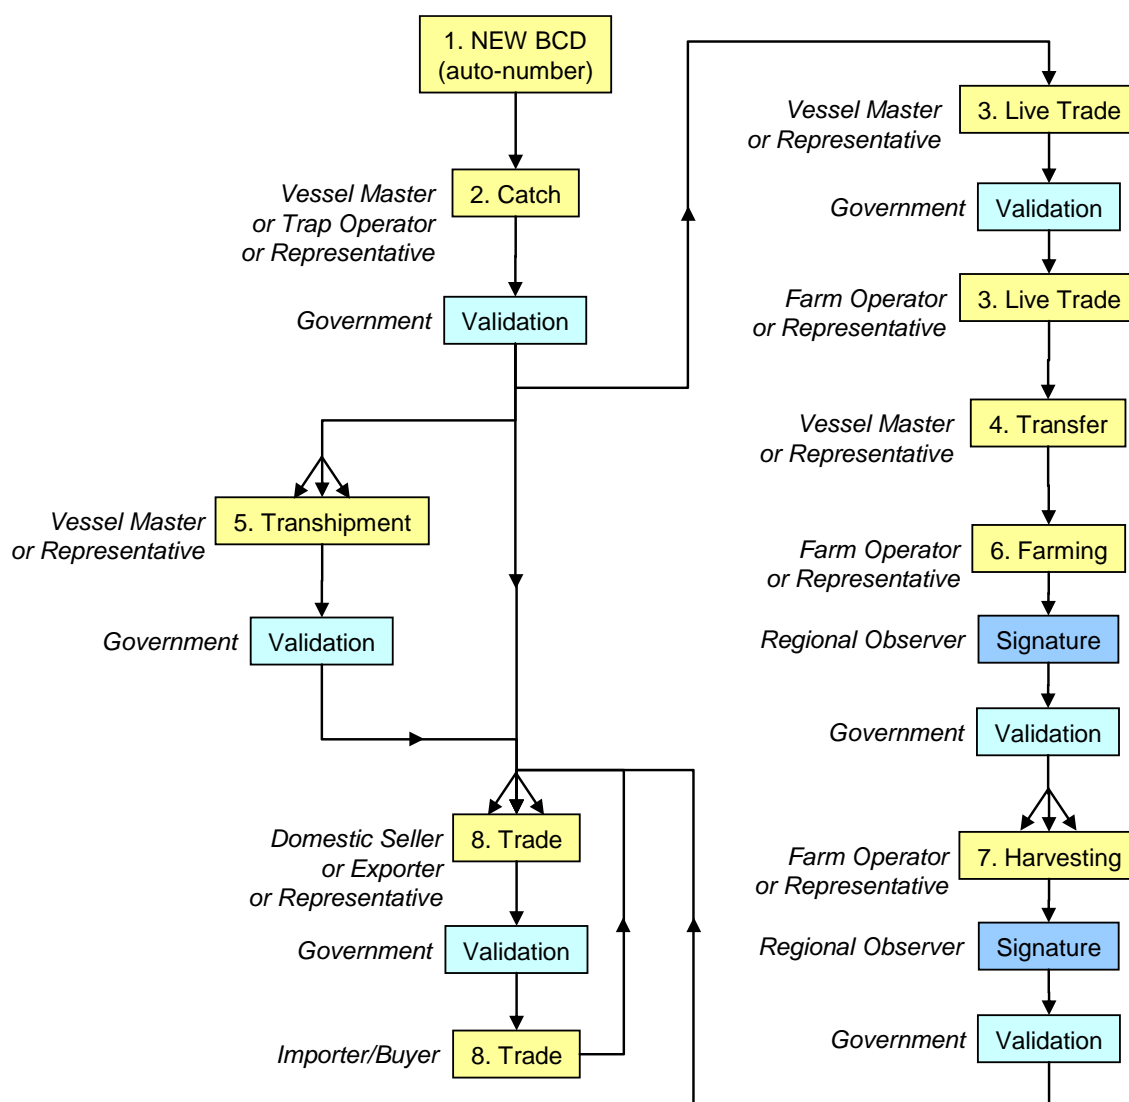 1. NEW BCD
(auto-number)
Vessel Master
or Trap Operator
or Representative
2. Catch
Government
Validation
Vessel Master
or Representative
5. Transhipment
Government
Validation
Domestic Seller
or Exporter
or Representative
8. Trade
Government
Validation
Importer/Buyer
8. Trade
Vessel Master
or Representative
3. Live Trade
Government
Validation
Farm Operator
or Representative
3. Live Trade
Vessel Master
or Representative
4. Transfer
Farm Operator
or Representative
6. Farming
Regional Observer
Signature
Government
Validation
Farm Operator
or Representative
7. Harvesting
Regional Observer
Signature
Government
Validation